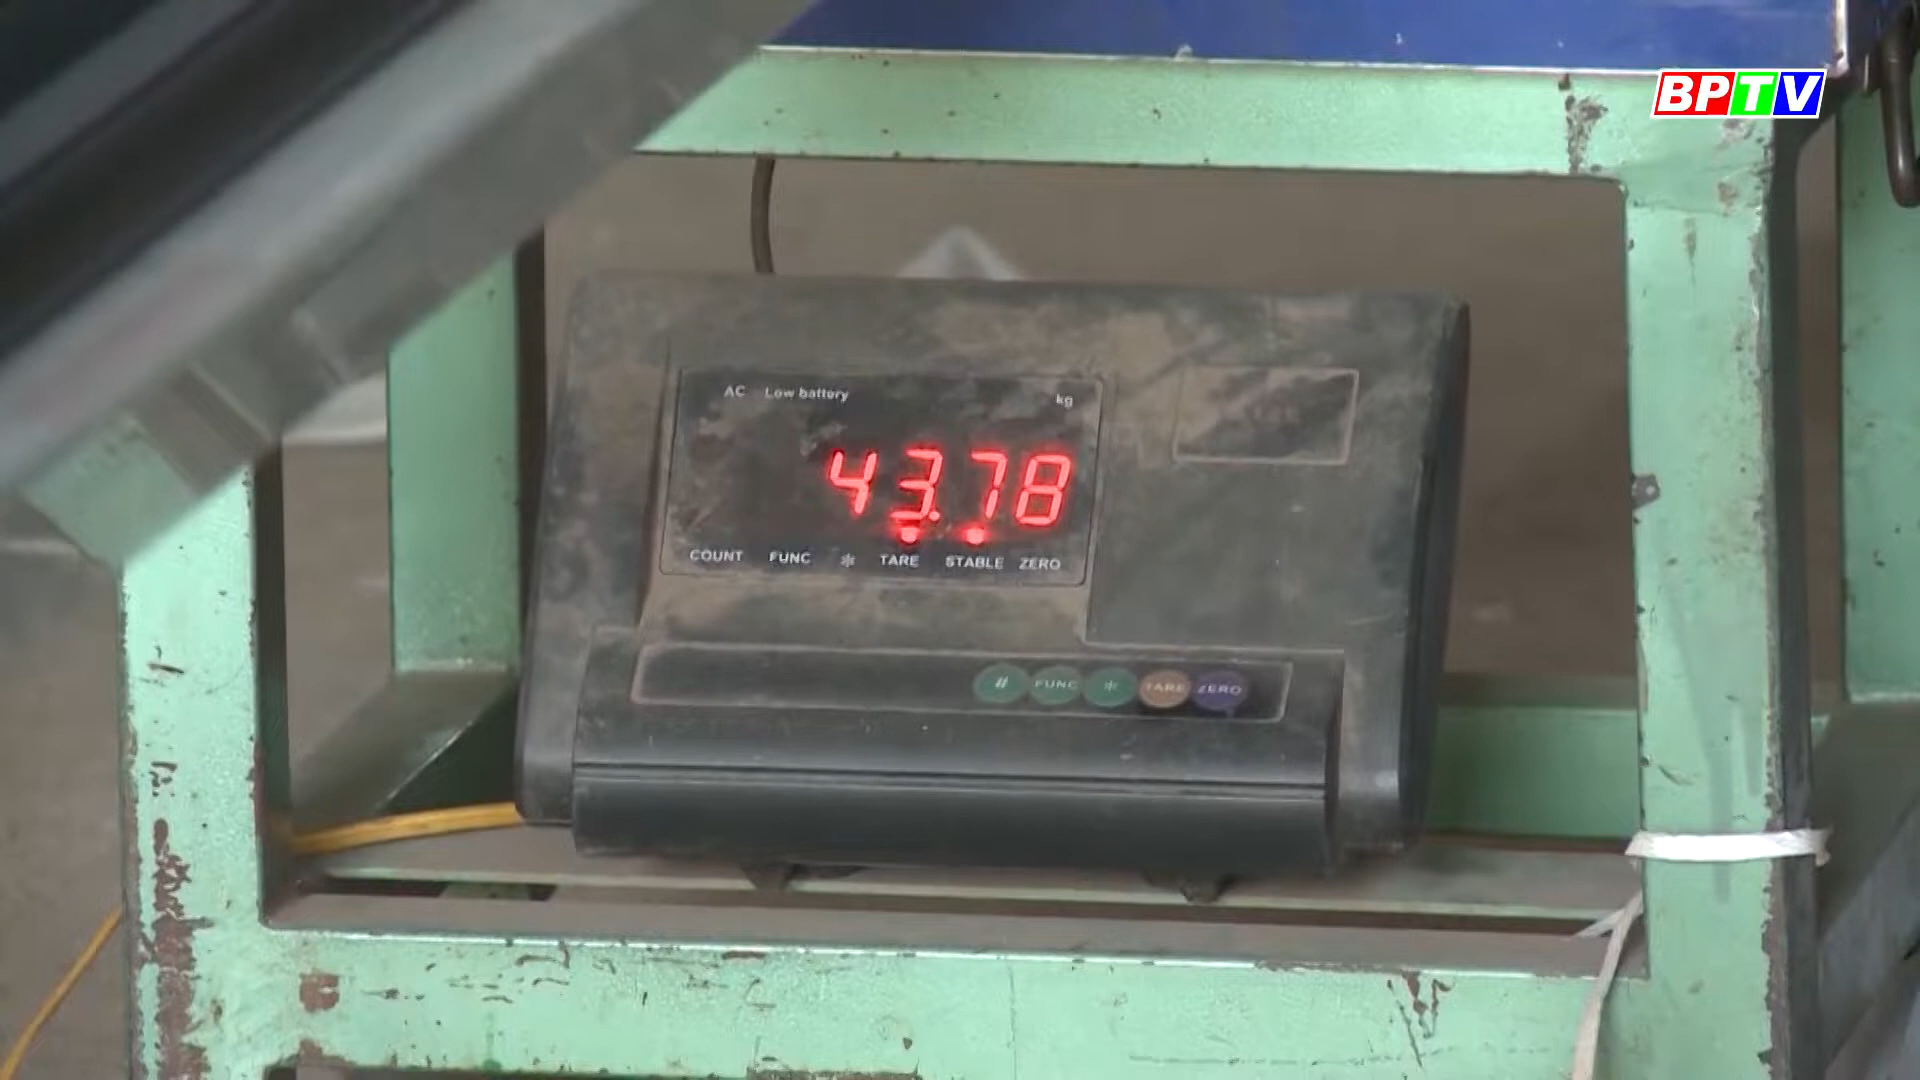 BPTV
AC Low battery kg
43.78
COUNT FUNC * TARE STABLE ZERO
# FUNC * TARE ZERO